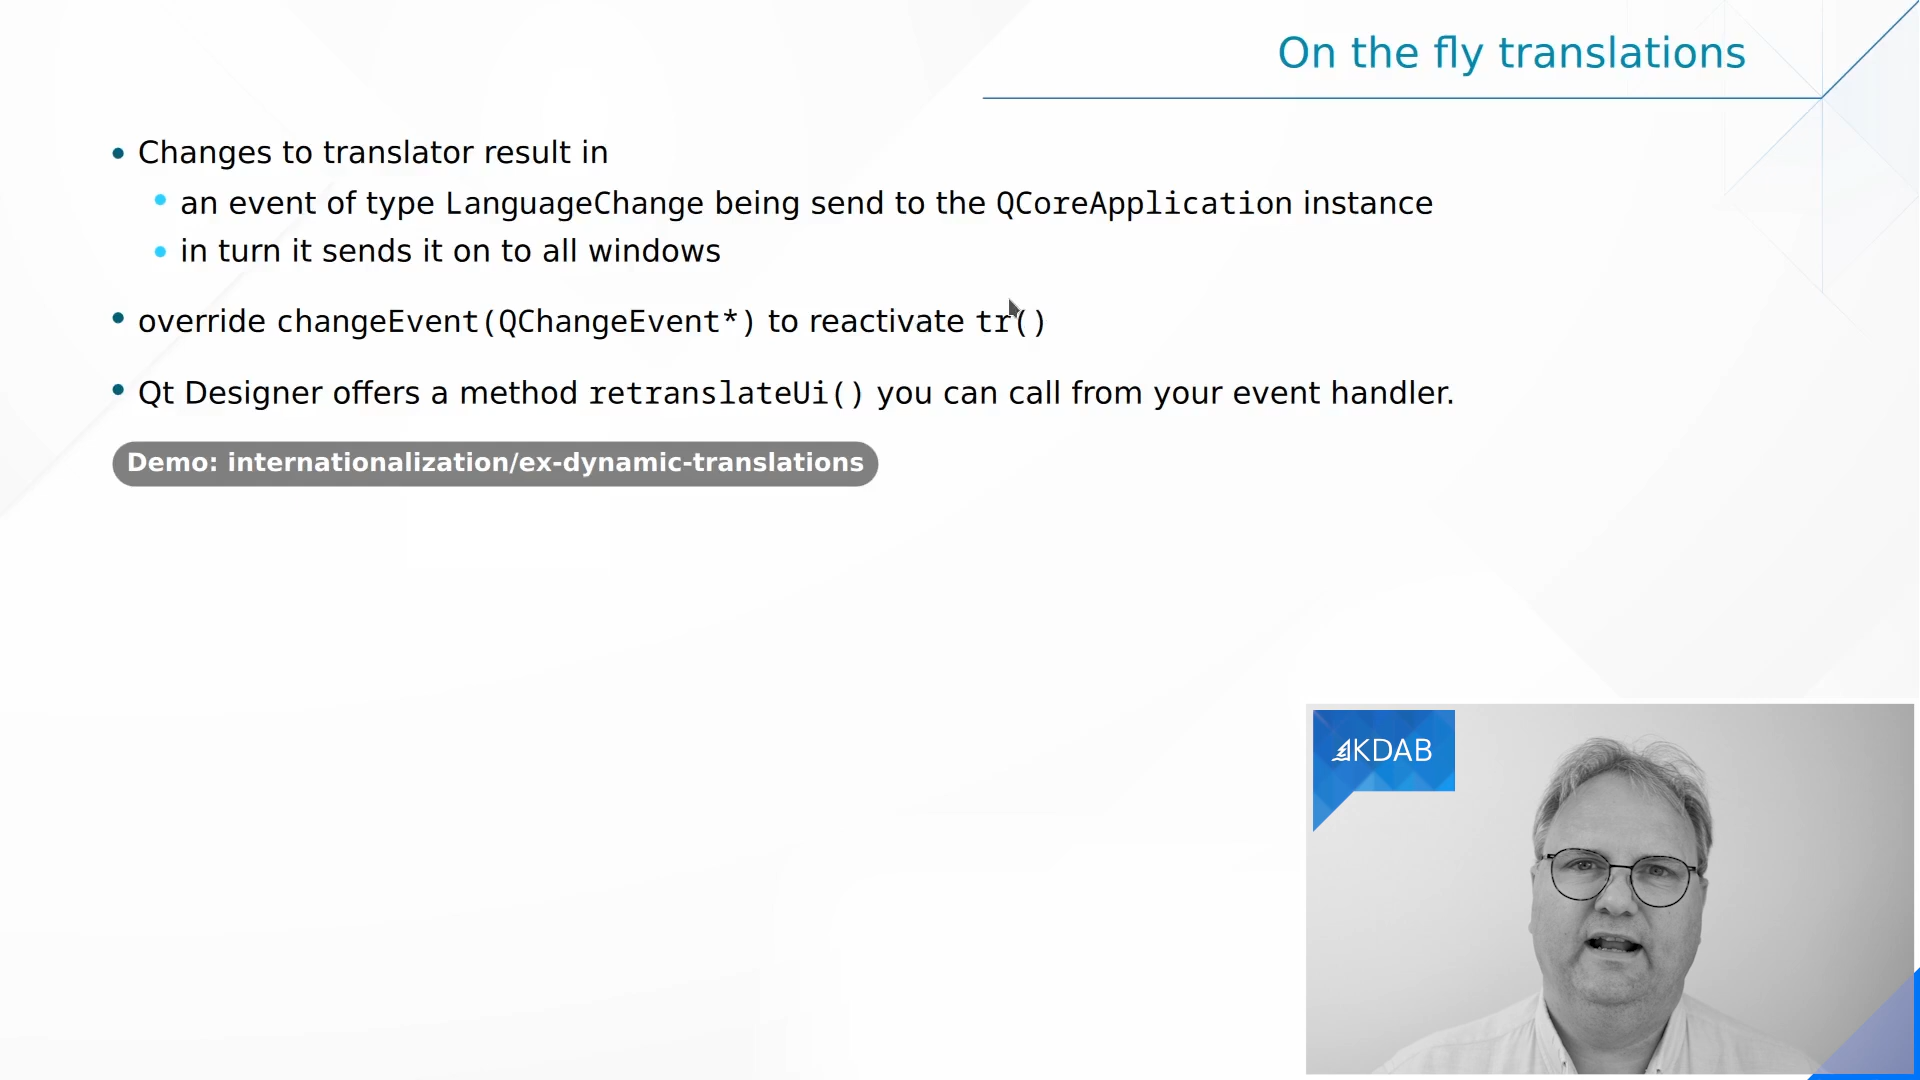 On the fly translations
Changes to translator result in
an event of type LanguageChange being send to the QCoreApplication instance
in turn it sends it on to all windows
override changeEvent(QChangeEvent*) to reactivate tr()
Qt Designer offers a method retranslateUi() you can call from your event handler.
Demo: internationalization/ex-dynamic-translations
KDAB